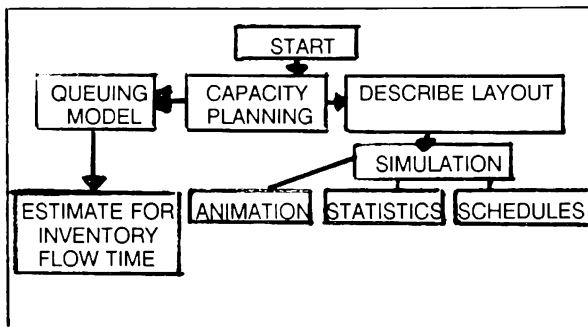 START
QUEUING
MODEL
CAPACITY
PLANNING
DESCRIBE LAYOUT
SIMULATION
ESTIMATE FOR
INVENTORY
FLOW TIME
ANIMATION
STATISTICS
SCHEDULES